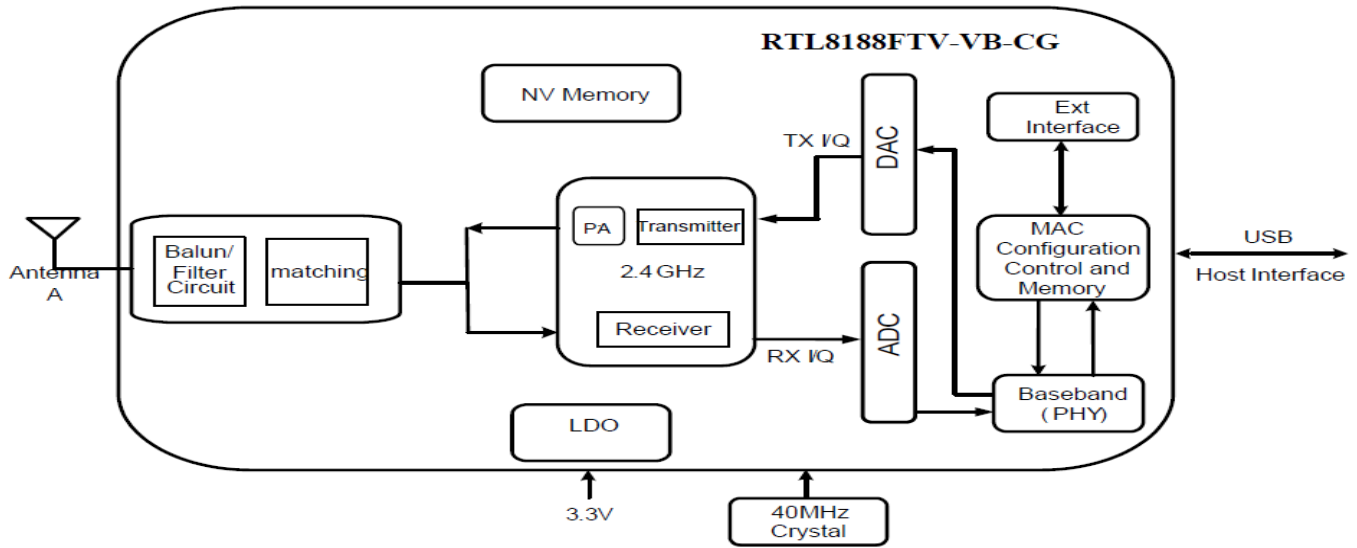 RTL8188FTV-VB-CG
NV Memory
Ext
Interface
TX I/Q
DAC
MAC
Configuration
Control and
Memory
USB
Host Interface
Antenna
A
Balun/
Filter
Circuit
matching
PA
Transmitter
2.4 GHz
Receiver
RX I/Q
ADC
Baseband
( PHY)
LDO
3.3V
40MHz
Crystal